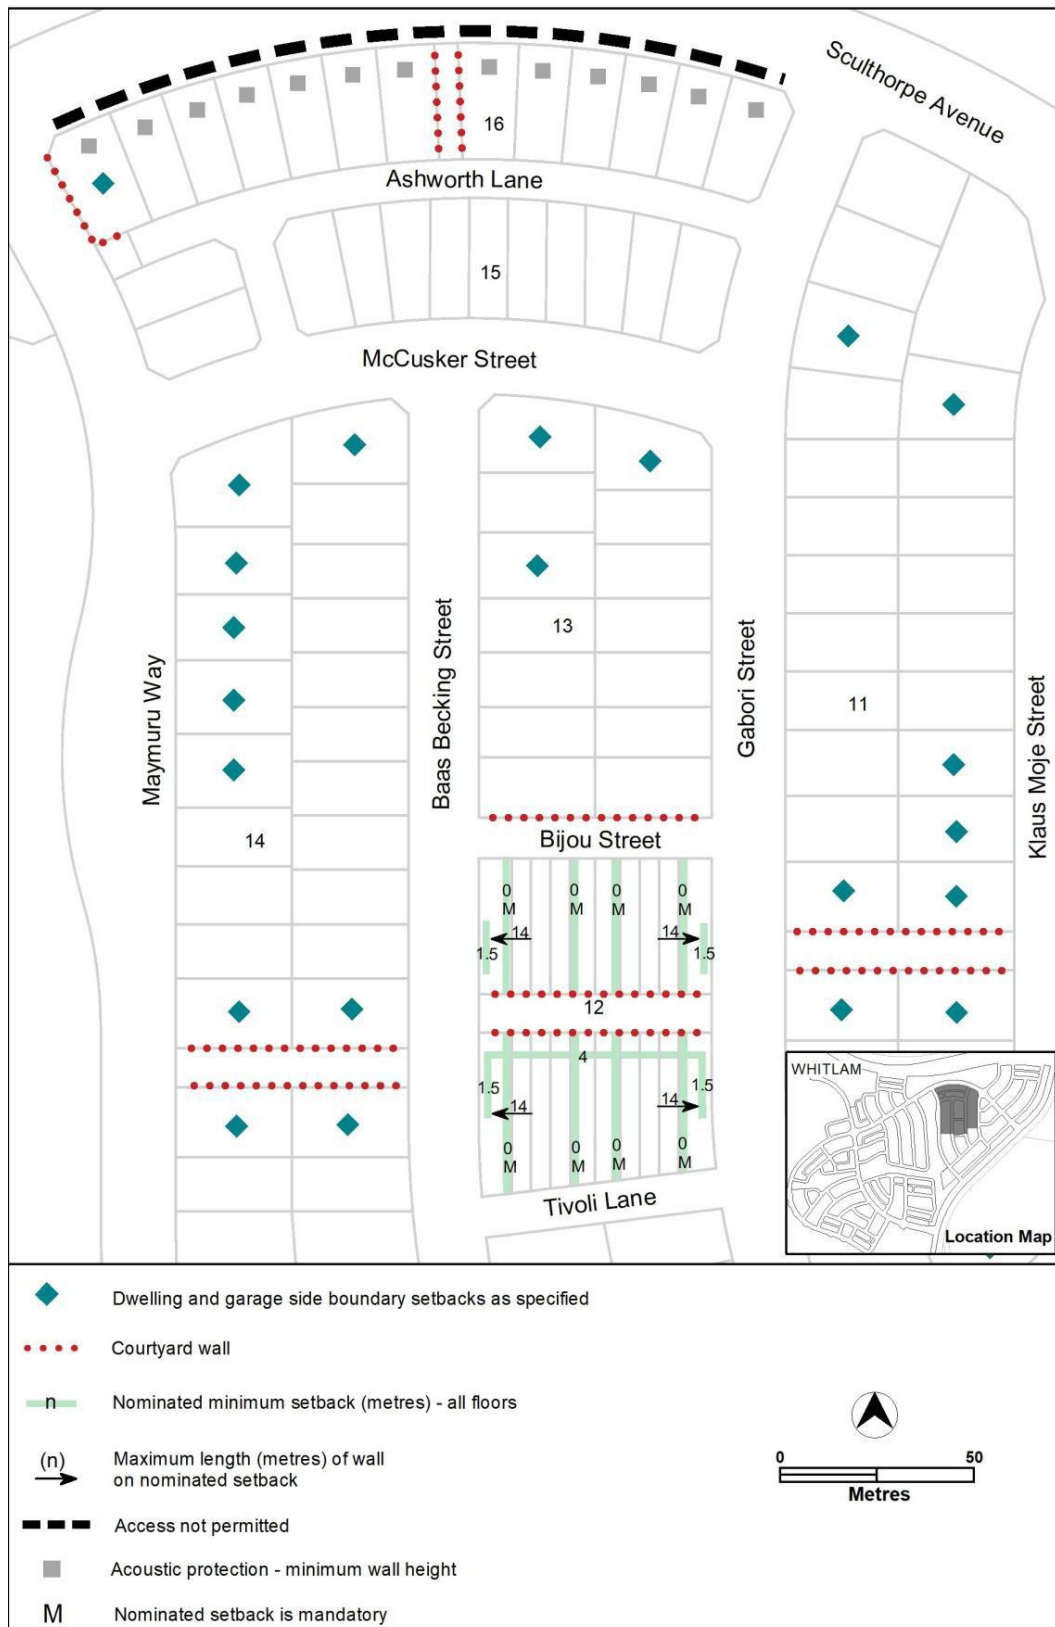 Sculthorpe Avenue
16
Ashworth Lane
15
McCusker Street
13
Maymuru Way
Baas Becking Street
Gabori Street
11
Klaus Moje Street
14
Bijou Street
0 0 0 0
M M M M
14 14
1.5 1.5
12
4
1.5 1.5
14 14
0 0 0 0
M M M M
Tivoli Lane
WHITLAM
Location Map
Dwelling and garage side boundary setbacks as specified
Courtyard wall
n Nominated minimum setback (metres) - all floors
(n) Maximum length (metres) of wall
on nominated setback
Access not permitted
Acoustic protection - minimum wall height
M Nominated setback is mandatory
0 50
Metres